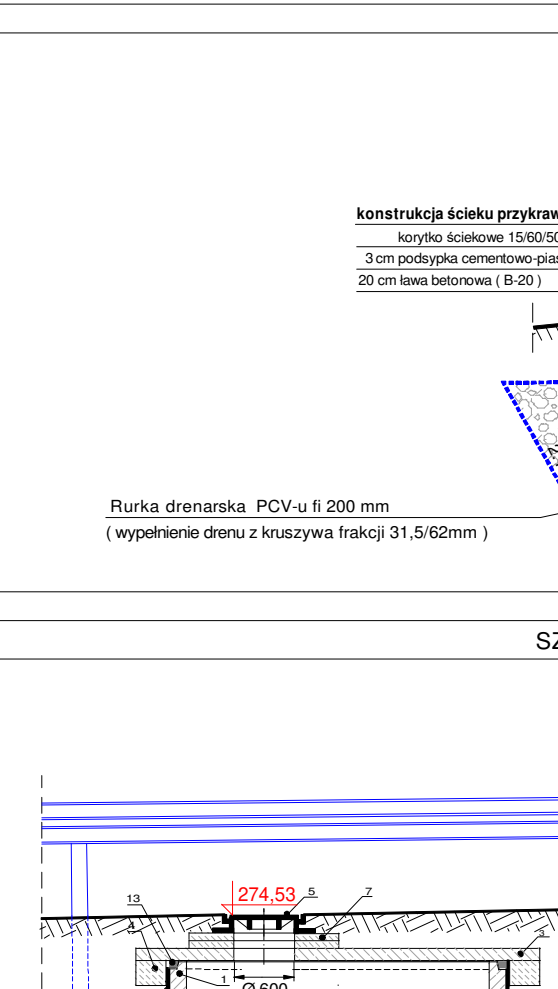 konstrukcja ścieku przykraw
korytko ściekowe 15/60/50
3 cm podsypka cementowo-pias
20 cm ława betonowa ( B-20 )
Rurka drenarska PCV-u fi 200 mm
( wypełnienie drenu z kruszywa frakcji 31,5/62mm )
SZ
274,53
5
7
13
4
3
1
Ø 600